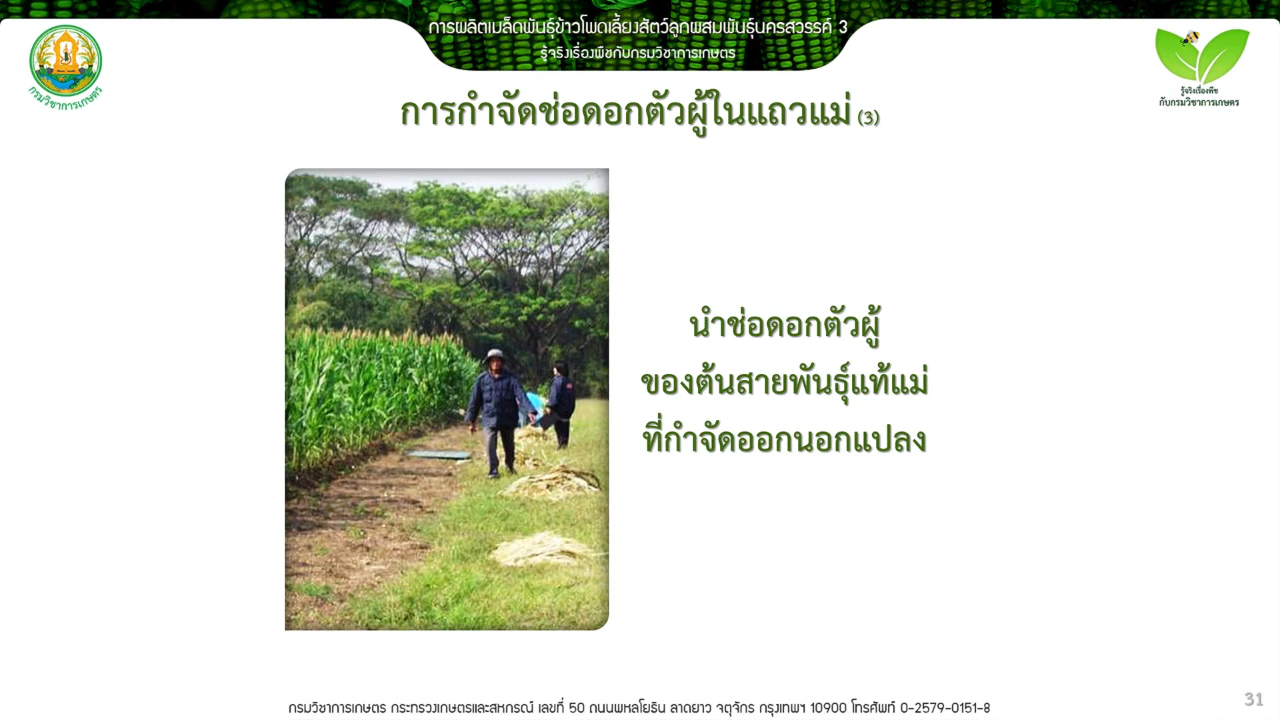 การผลิตเมล็ดพันธุ์ข้าวโพดเลี้ยงสัตว์ลูกผสมพันธุ์นครสวรรค์ 3
รู้จริงเรื่องพืชกับกรมวิชาการเกษตร
กรมวิชาการเกษตร
รู้จริงเรื่องพืช
กับกรมวิชาการเกษตร
การกำจัดช่อดอกตัวผู้ในแถวแม่ (3)
นำช่อดอกตัวผู้
ของต้นสายพันธุ์แท้แม่
ที่กำจัดออกนอกแปลง
กรมวิชาการเกษตร กระทรวงเกษตรและสหกรณ์ เลขที่ 50 ถนนพหลโยธิน ลาดยาว จตุจักร กรุงเทพฯ 10900 โทรศัพท์ 0-2579-0151-8
31